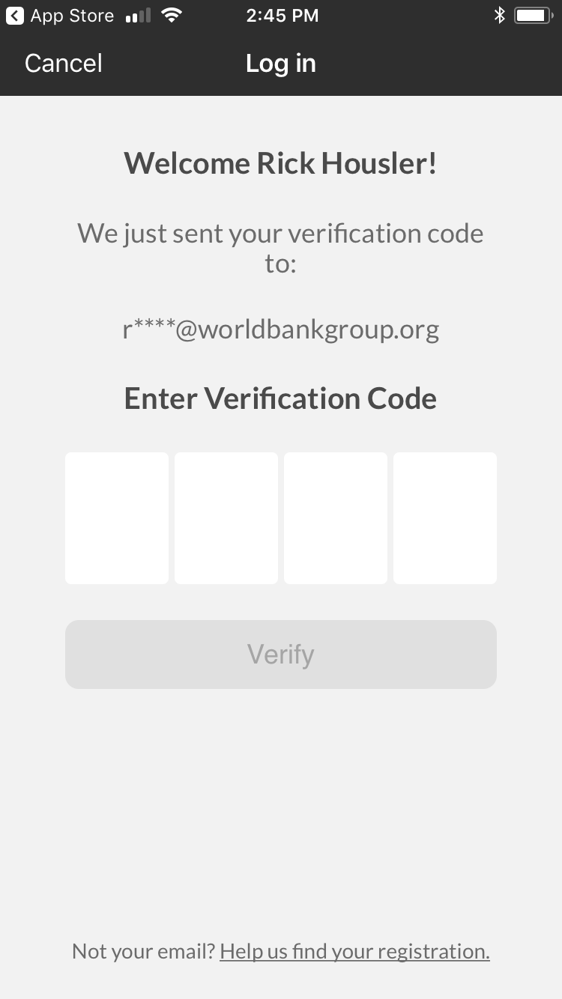 App Store 2:45 PM
Cancel Log in
Welcome Rick Housler!
We just sent your verification code
to:
r****@worldbankgroup.org
Enter Verification Code
Verify
Not your email? Help us find your registration.